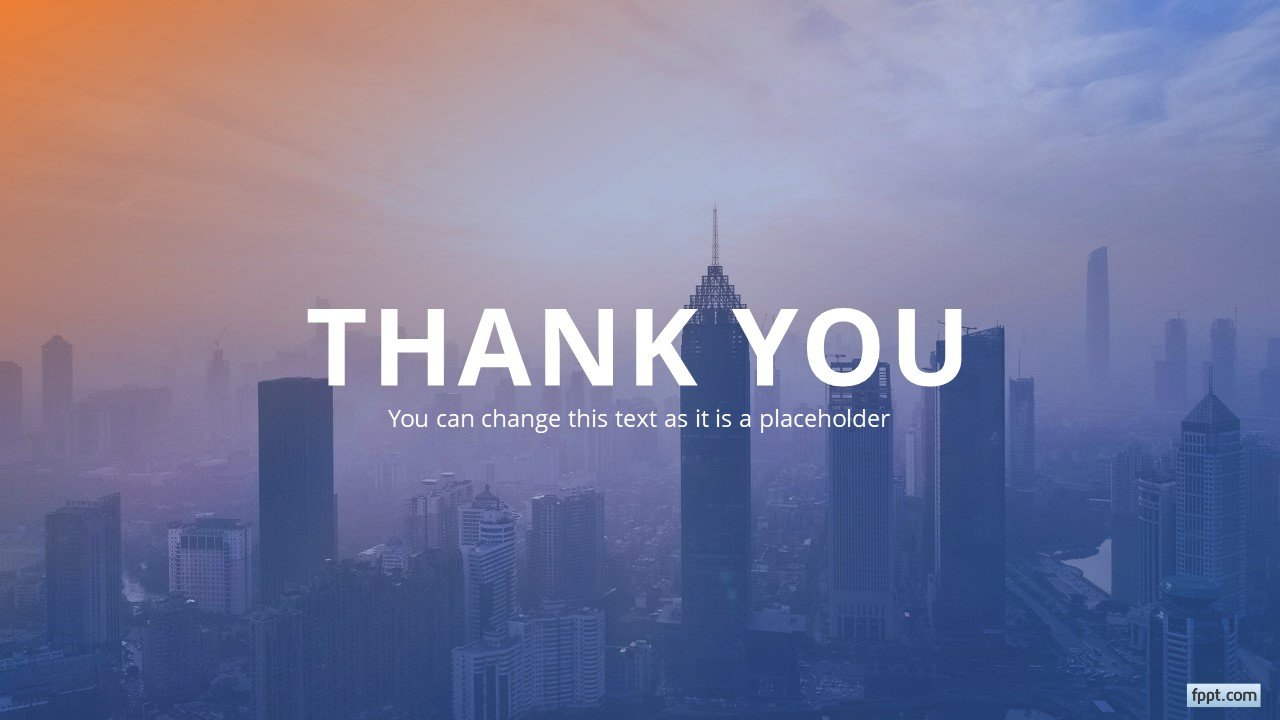 THANK YOU
You can change this text as it is a placeholder
fppt.com